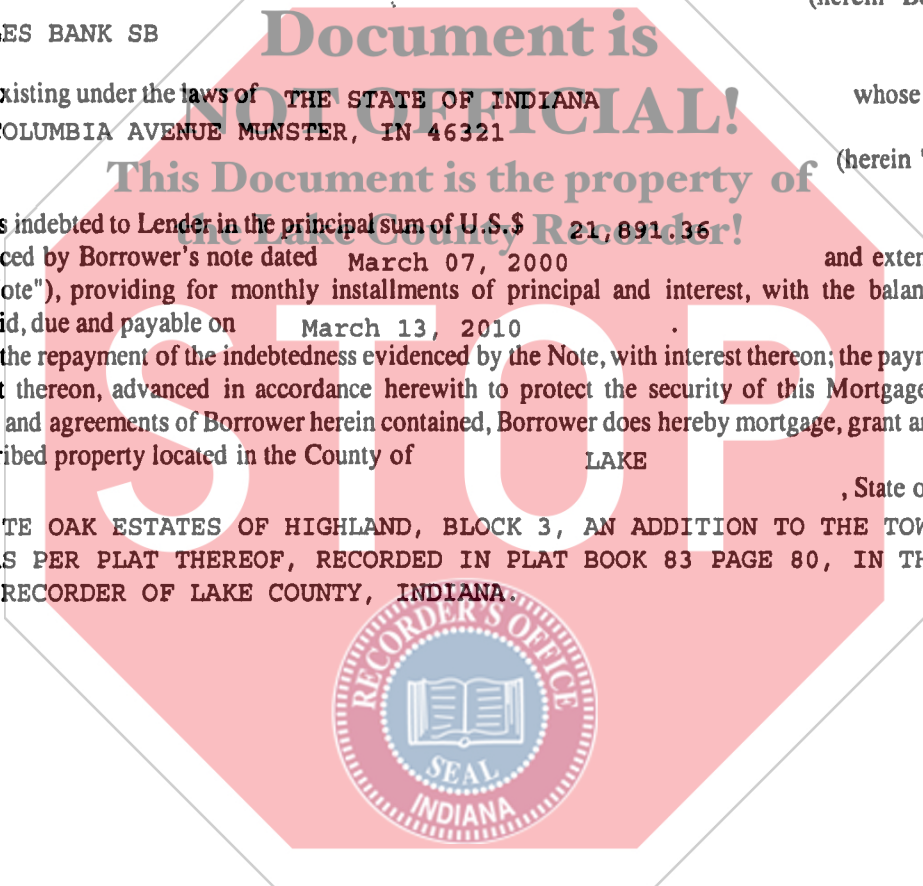 (herein
Document is
ES BANK SB
xisting under the laws of THE STATE OF INDIANA whose
NOT OFFICIAL!
OLUMBIA AVENUE MUNSTER, IN 46321
(herein "
This Document is the property of
s indebted to Lender in the principal sum of U.S.$ 21,891.36
the Lake County Recorder!
ced by Borrower's note dated March 07, 2000 and exten
ote"), providing for monthly installments of principal and interest, with the balan
id, due and payable on March 13, 2010 .
the repayment of the indebtedness evidenced by the Note, with interest thereon; the paym
t thereon, advanced in accordance herewith to protect the security of this Mortgage
and agreements of Borrower herein contained, Borrower does hereby mortgage, grant a
ribed property located in the County of LAKE
, State o
STOP
TE OAK ESTATES OF HIGHLAND, BLOCK 3, AN ADDITION TO THE TOW
S PER PLAT THEREOF, RECORDED IN PLAT BOOK 83 PAGE 80, IN TH
RECORDER OF LAKE COUNTY, INDIANA.
RECORDER'S OFFICE
SEAL
INDIANA